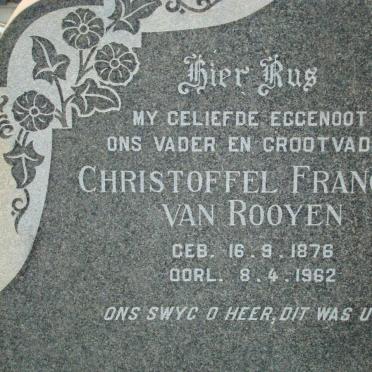 Hier Rus
MY GELIEFDE EGGENOOT
ONS VADER EN GROOTVAD
CHRISTOFFEL FRANC
VAN ROOYEN
GEB. 16.9.1876
OORL. 8.4.1962
ONS SWYG O HEER, DIT WAS U